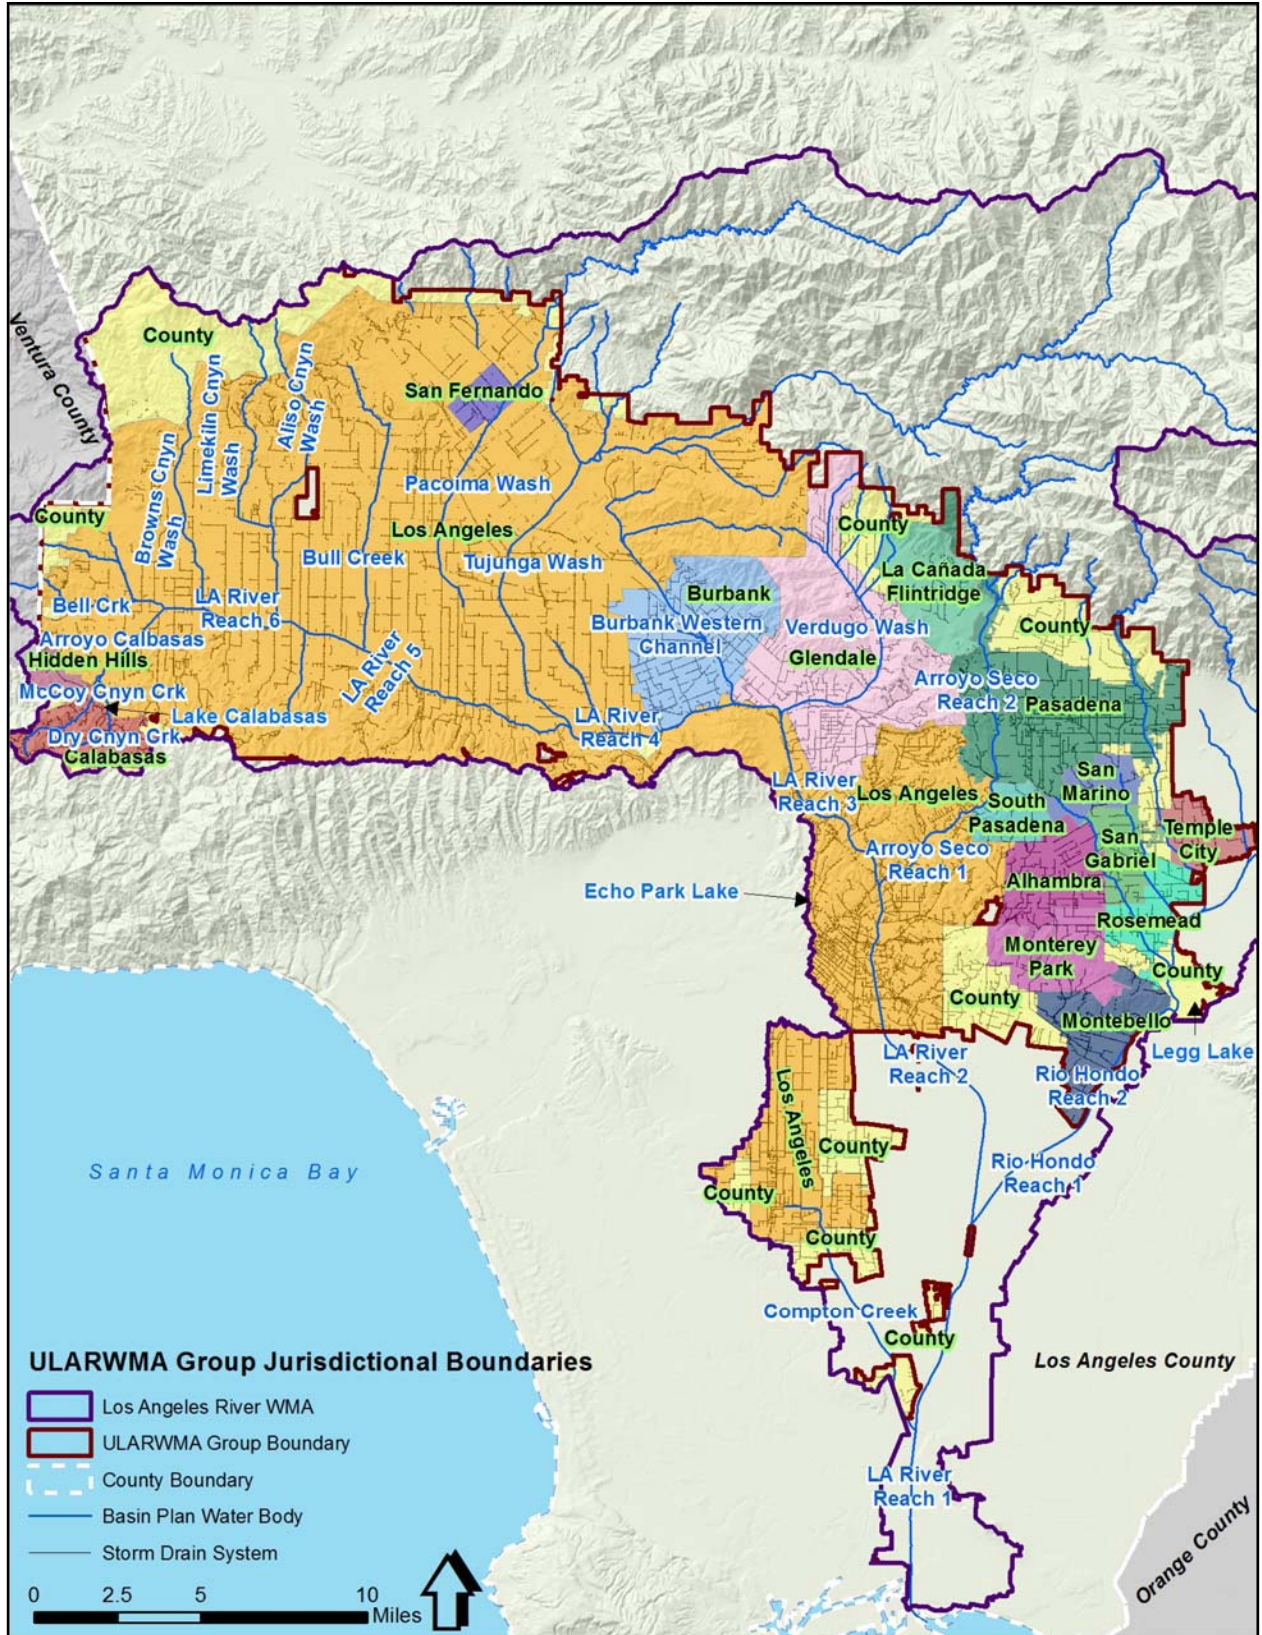 Ventura County
County
San Fernando
Browns Cnyn
Wash
Limekiln Cnyn
Wash
Aliso Cnyn
Wash
Pacoima Wash
County
Los Angeles
County
Bull Creek
Tujunga Wash
La Cañada
Flintridge
Bell Crk
LA River
Reach 6
Burbank
Burbank Western
Channel
Verdugo Wash
Glendale
County
Arroyo Calbasas
Hidden Hills
LA River
Reach 5
Arroyo Seco
Reach 2
Pasadena
McCoy Cnyn Crk
Lake Calabasas
Dry Cnyn Crk
Calabasas
LA River
Reach 4
LA River
Reach 3
Los Angeles
San
Marino
South
Pasadena
San
Gabriel
Temple
City
Arroyo Seco
Reach 1
Alhambra
Echo Park Lake
Rosemead
Monterey
Park
County
County
Montebello
Legg Lake
LA River
Reach 2
Rio Hondo
Reach 2
Los Angeles
County
Santa Monica Bay
County
Rio Hondo
Reach 1
County
Compton Creek
County
Los Angeles County
LA River
Reach 1
Orange County
ULARWMA Group Jurisdictional Boundaries
Los Angeles River WMA
ULARWMA Group Boundary
County Boundary
Basin Plan Water Body
Storm Drain System
0 2.5 5 10
Miles